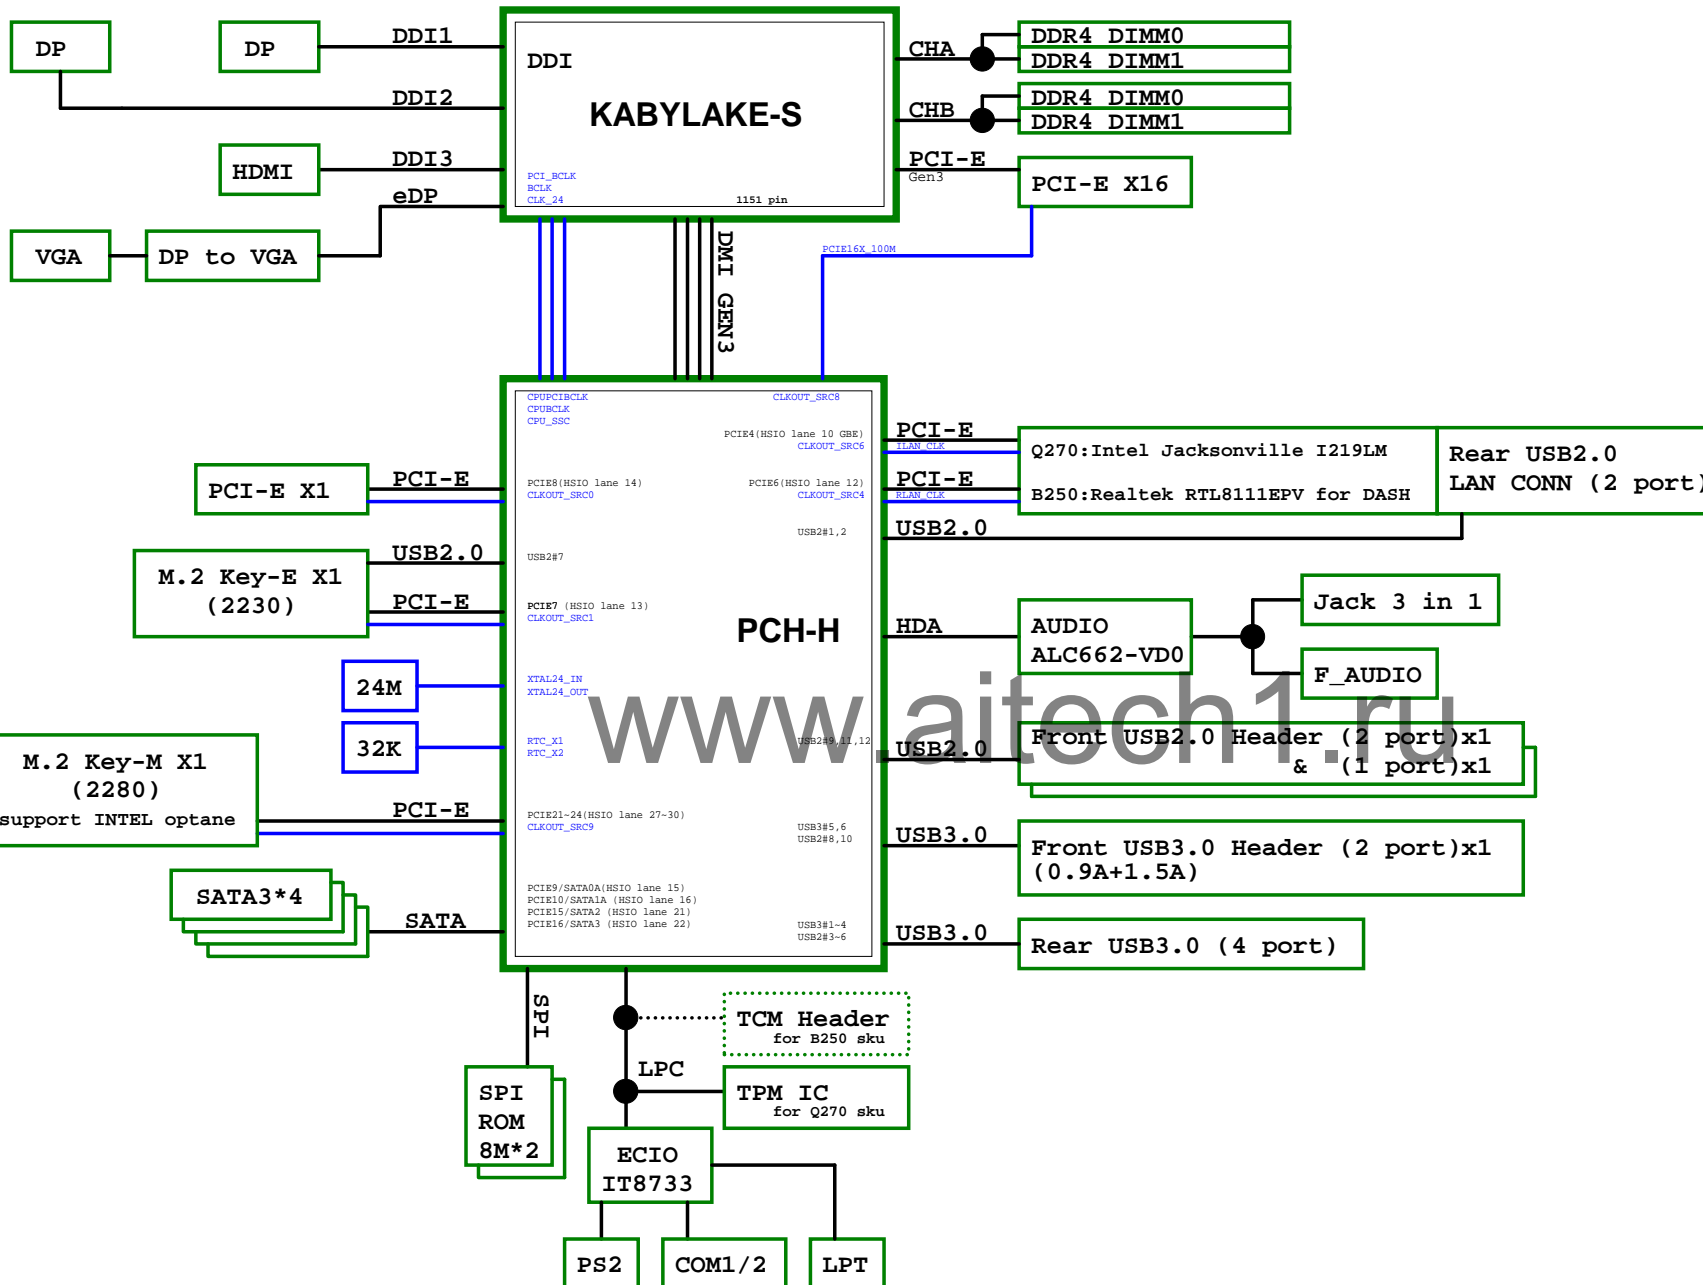 DP
DP
DDI1
DDI2
HDMI
DDI3
eDP
VGA
DP to VGA
DDI
KABYLAKE-S
PCI_BCLK
BCLK
CLK_24
1151 pin
CHA
DDR4 DIMM0
DDR4 DIMM1
CHB
DDR4 DIMM0
DDR4 DIMM1
PCI-E
Gen3
PCI-E X16
PCIE16X_100M
DMI GEN3
CPUPCIBCLK
CPUBCLK
CPU_SSC
CLKOUT_SRC8
PCIE4(HSIO lane 10 GBE)
CLKOUT_SRC6
PCI-E
ILAN_CLK
Q270:Intel Jacksonville I219LM
PCIE6(HSIO lane 12)
CLKOUT_SRC4
PCI-E
RLAN_CLK
B250:Realtek RTL8111EPV for DASH
Rear USB2.0
LAN CONN (2 port)
USB2#1,2
USB2.0
PCI-E X1
PCI-E
PCIE8(HSIO lane 14)
CLKOUT_SRC0
M.2 Key-E X1
(2230)
USB2.0
USB2#7
PCI-E
PCIE7 (HSIO lane 13)
CLKOUT_SRC1
PCH-H
HDA
AUDIO
ALC662-VD0
Jack 3 in 1
F_AUDIO
24M
XTAL24_IN
XTAL24_OUT
32K
RTC_X1
RTC_X2
www.aitech1.ru
USB2#9,11,12
USB2.0
Front USB2.0 Header (2 port)x1
& (1 port)x1
M.2 Key-M X1
(2280)
support INTEL optane
PCI-E
PCIE21~24(HSIO lane 27~30)
CLKOUT_SRC9
USB3#5,6
USB2#8,10
USB3.0
Front USB3.0 Header (2 port)x1
(0.9A+1.5A)
SATA3*4
SATA
PCIE9/SATA0A(HSIO lane 15)
PCIE10/SATA1A (HSIO lane 16)
PCIE15/SATA2 (HSIO lane 21)
PCIE16/SATA3 (HSIO lane 22)
USB3#1~4
USB2#3~6
USB3.0
Rear USB3.0 (4 port)
SPI
SPI
ROM
8M*2
TCM Header
for B250 sku
LPC
TPM IC
for Q270 sku
ECIO
IT8733
PS2
COM1/2
LPT